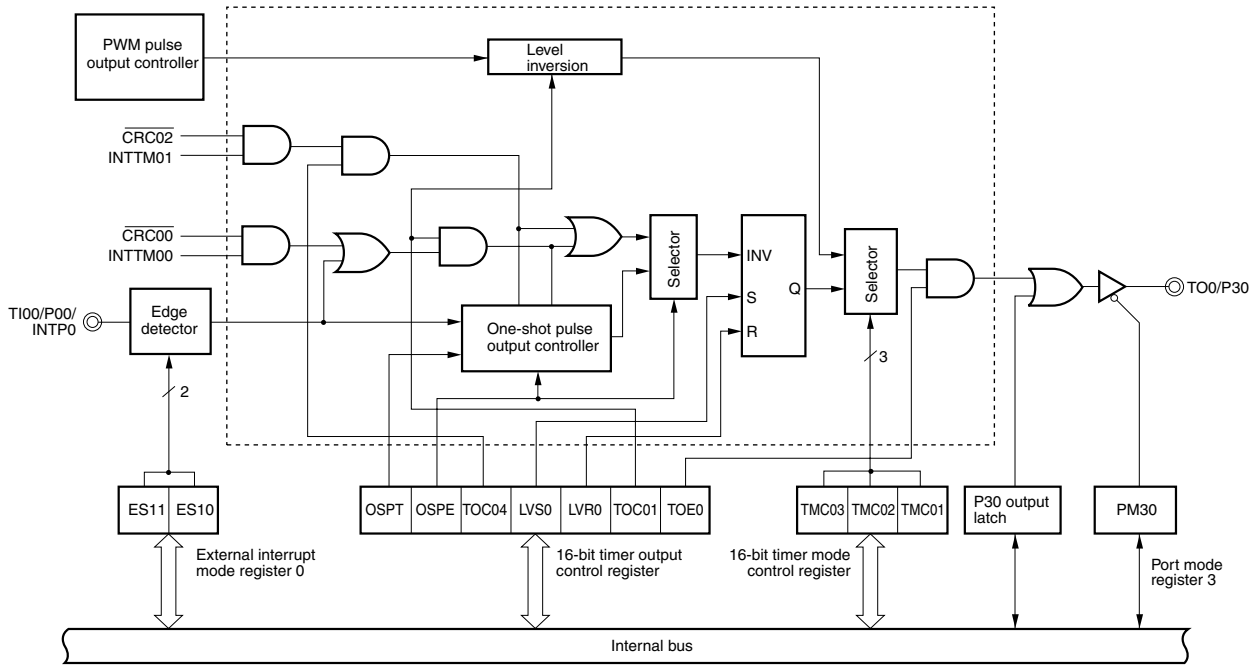 PWM pulse
output controller
Level
inversion
CRC02
INTTM01
CRC00
INTTM00
TI00/P00/
INTP0
Edge
detector
2
One-shot pulse
output controller
Selector
INV
S
R
Q
Selector
3
TO0/P30
ES11 ES10
External interrupt
mode register 0
OSPT OSPE TOC04 LVS0 LVR0 TOC01 TOE0
16-bit timer output
control register
TMC03 TMC02 TMC01
16-bit timer mode
control register
P30 output
latch
PM30
Port mode
register 3
Internal bus